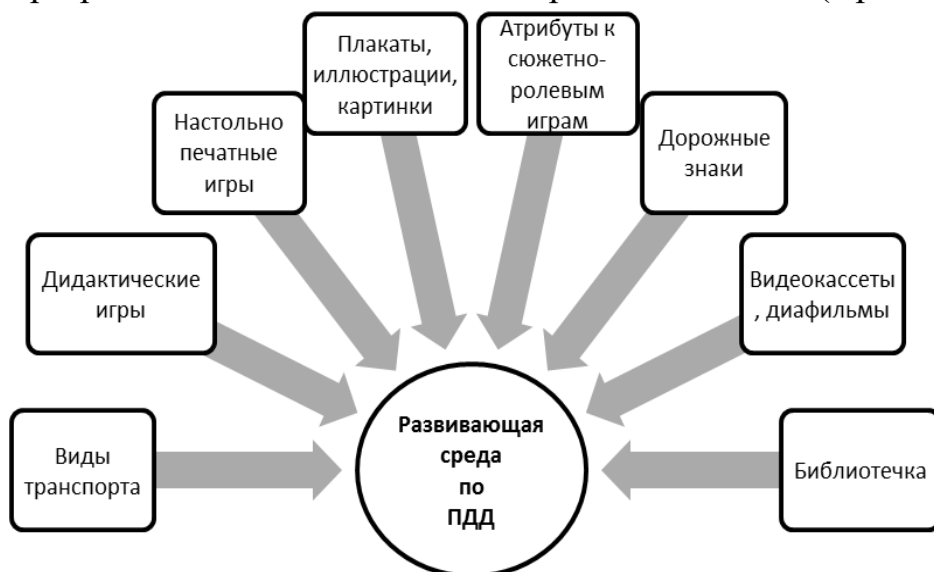 Плакаты,
иллюстрации,
картинки
Атрибуты к
сюжетно-
ролевым
играм
Настольно
печатные
игры
Дорожные
знаки
Дидактические
игры
Видеокассеты
, диафильмы
Виды
транспорта
Развивающая
среда
по
ПДД
Библиотечка